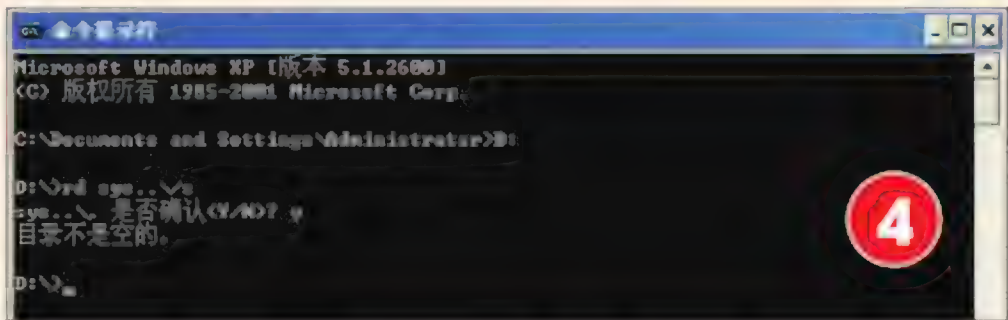 命令提示符
Microsoft Windows XP [版本 5.1.2600]
(C) 版权所有 1985-2001 Microsoft Corp.
C:\Documents and Settings\Administrator>D:
D:\>rd sys..\/s
sys..\, 是否确认(Y/N)? y
目录不是空的。
D:\>_
4